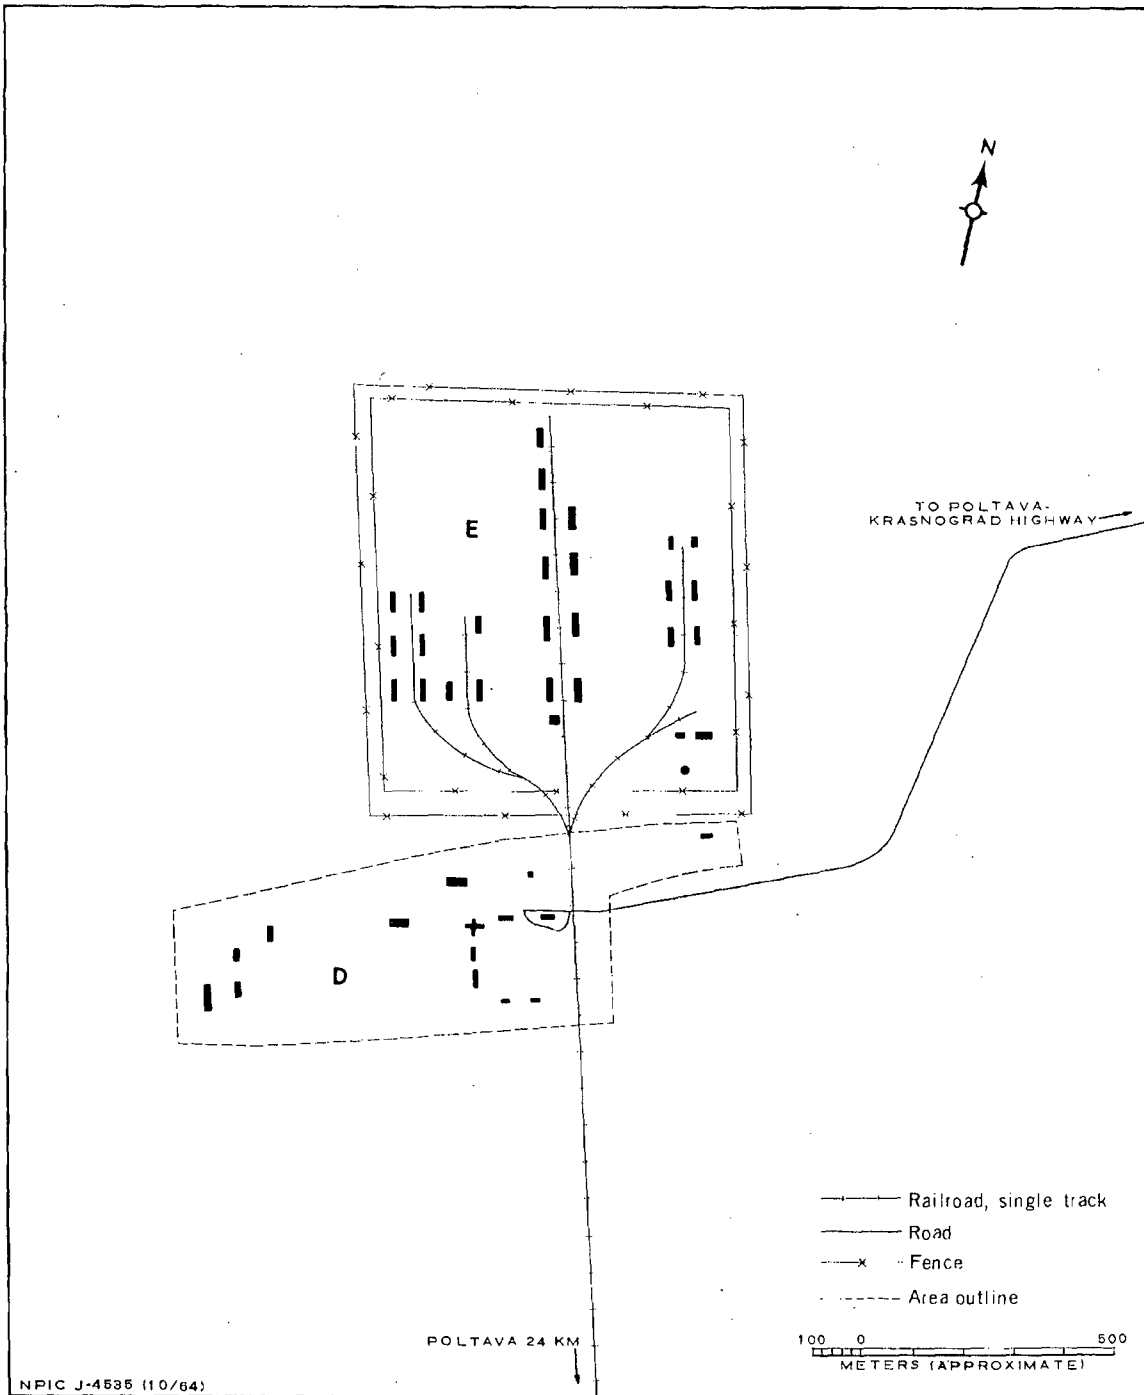 N
TO POLTAVA-
KRASNOGRAD HIGHWAY
E
D
Railroad, single track
Road
Fence
Area outline
POLTAVA 24 KM
100 0 500
METERS (APPROXIMATE)
NPIC J-4535 (10/64)